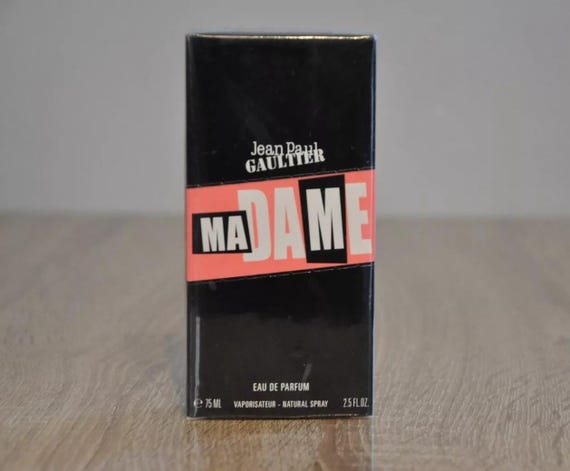 Jean Paul
GAULTIER
MADAME
EAU DE PARFUM
℮ 75 ML VAPORISATEUR - NATURAL SPRAY 2.5 FL.OZ.